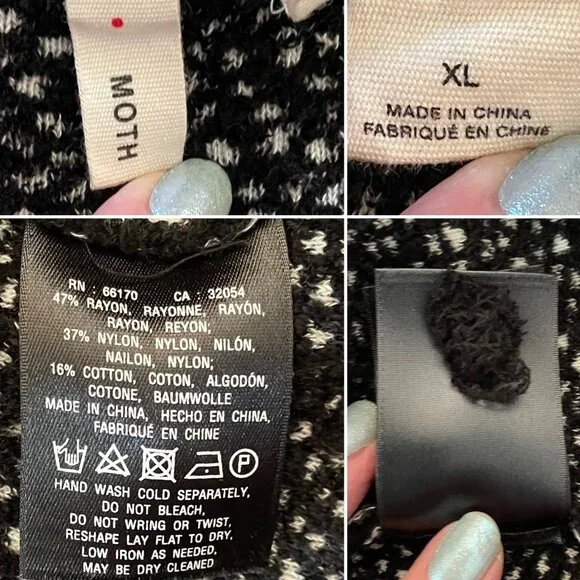 MOTH
XL
MADE IN CHINA
FABRIQUÉ EN CHINE
RN : 66170 CA : 32054
47% RAYON, RAYONNE, RAYÓN,
RAYON, REYON;
37% NYLON, NYLON, NILÓN,
NAILON, NYLON;
16% COTTON, COTON, ALGODÓN,
COTONE, BAUMWOLLE
MADE IN CHINA, HECHO EN CHINA,
FABRIQUÉ EN CHINE
P
HAND WASH COLD SEPARATELY,
DO NOT BLEACH,
DO NOT WRING OR TWIST,
RESHAPE LAY FLAT TO DRY,
LOW IRON AS NEEDED,
MAY BE DRY CLEANED